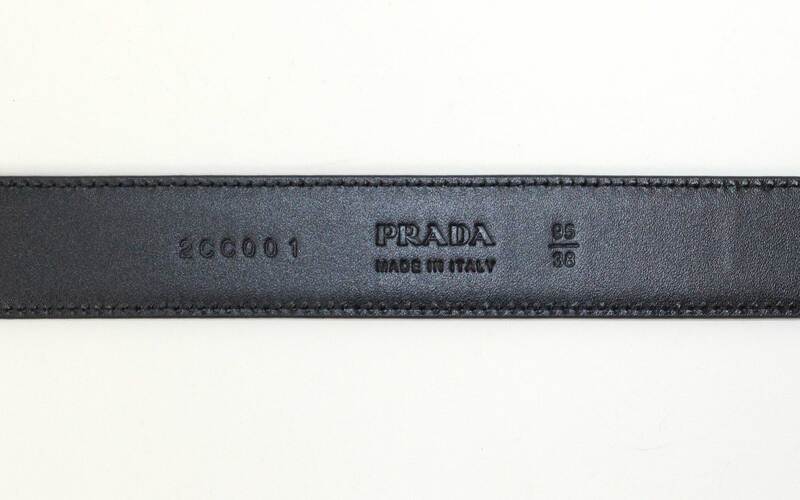 2CC001
PRADA
MADE IN ITALY
95
38